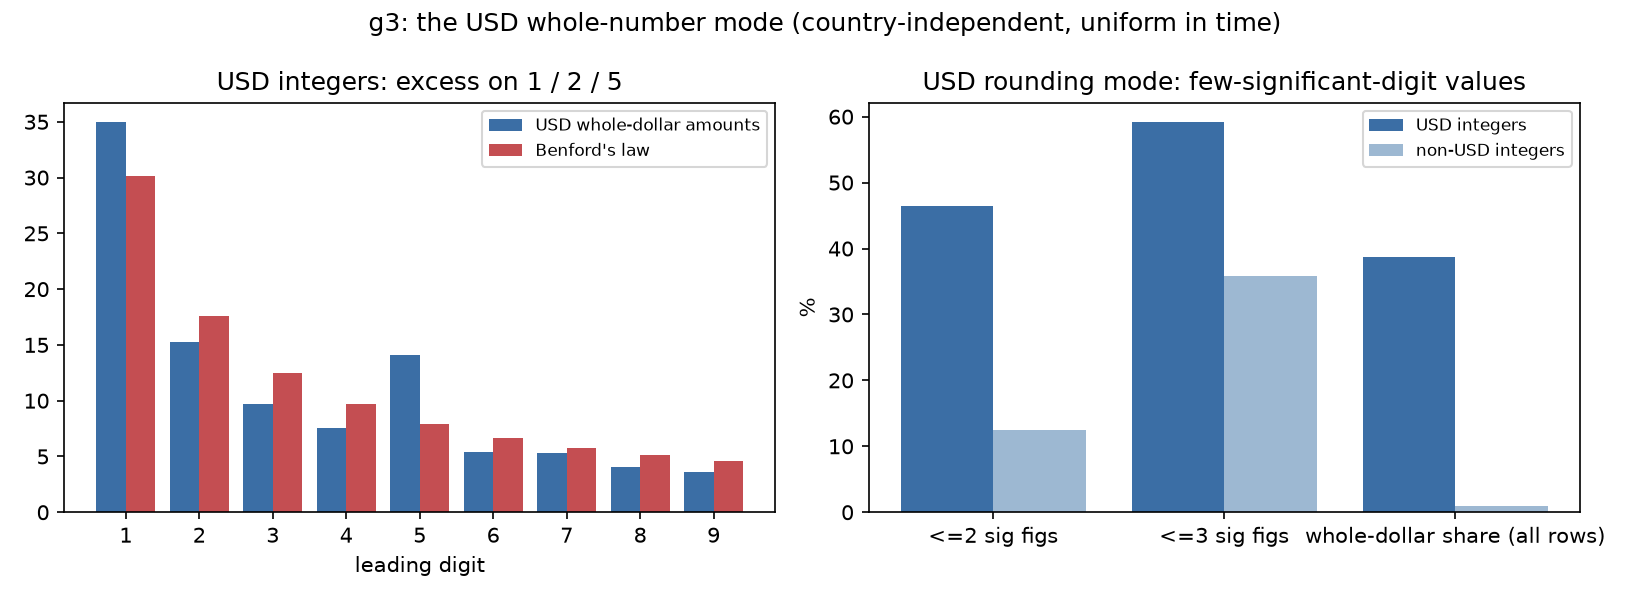 g3: the USD whole-number mode (country-independent, uniform in time)
USD integers: excess on 1 / 2 / 5
USD whole-dollar amounts
Benford's law
35
30
25
20
15
10
5
0
1 2 3 4 5 6 7 8 9
leading digit
USD rounding mode: few-significant-digit values
USD integers
non-USD integers
%
60
50
40
30
20
10
0
<=2 sig figs <=3 sig figs whole-dollar share (all rows)